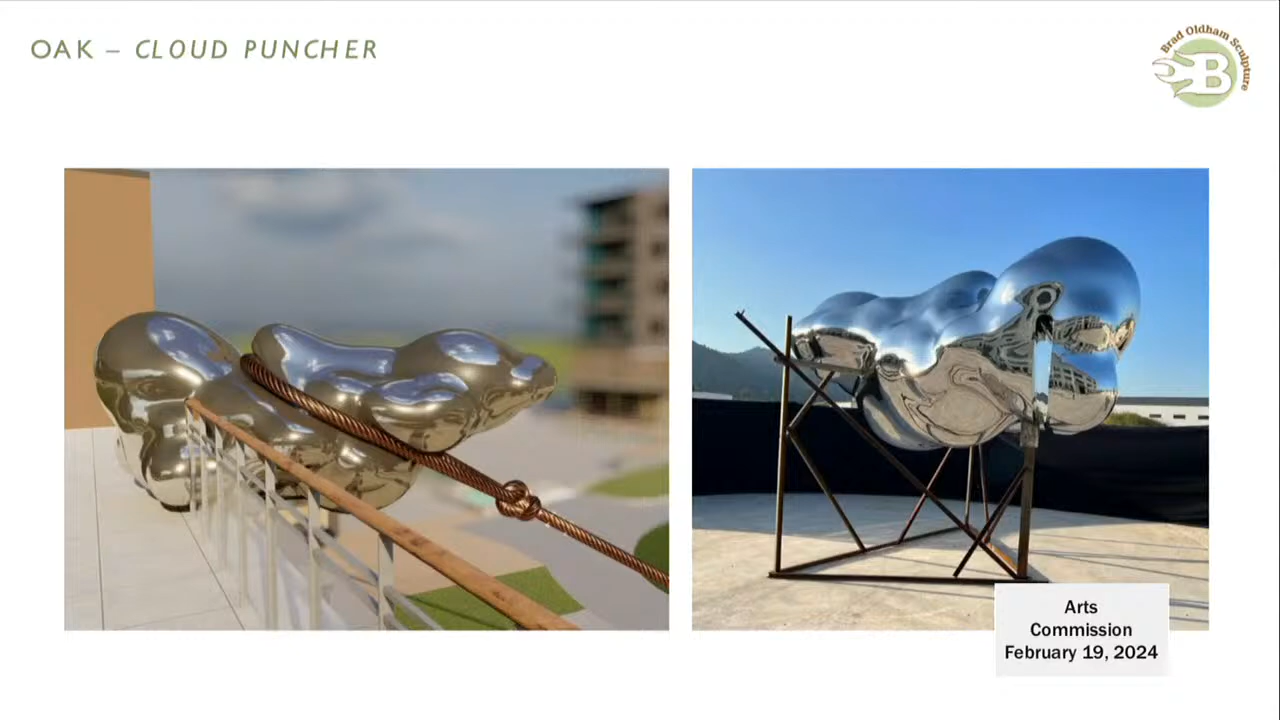 OAK – CLOUD PUNCHER
Brad Oldham Sculpture
B
Arts
Commission
February 19, 2024